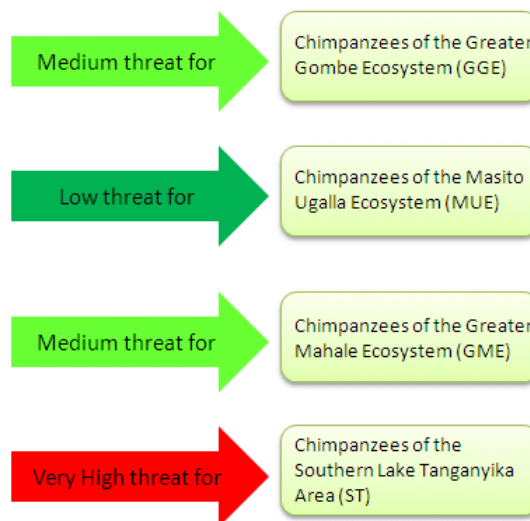 Medium threat for
Chimpanzees of the Greater
Gombe Ecosystem (GGE)
Low threat for
Chimpanzees of the Masito
Ugalla Ecosystem (MUE)
Medium threat for
Chimpanzees of the Greater
Mahale Ecosystem (GME)
Very High threat for
Chimpanzees of the
Southern Lake Tanganyika
Area (ST)